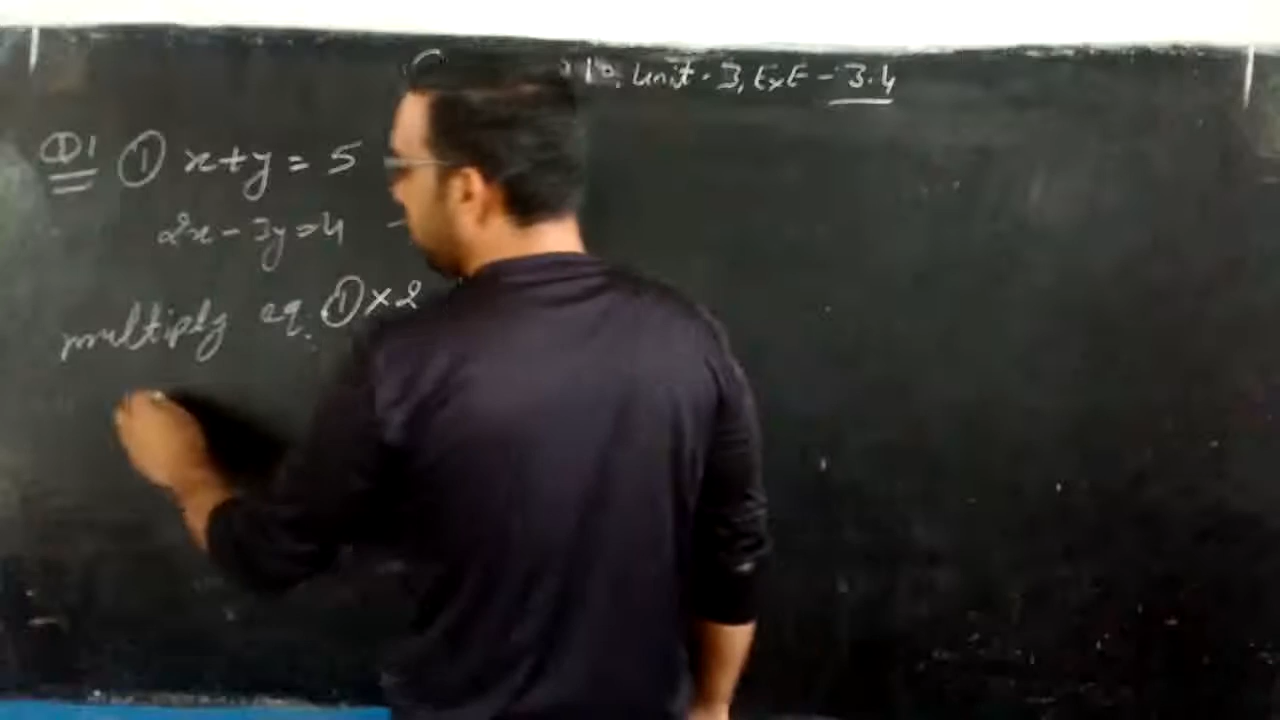 10. Unit - 3, ExE - 3.4
Q1 ① x+y = 5
2x - 3y = 4 -
multiply eq. ① × 2